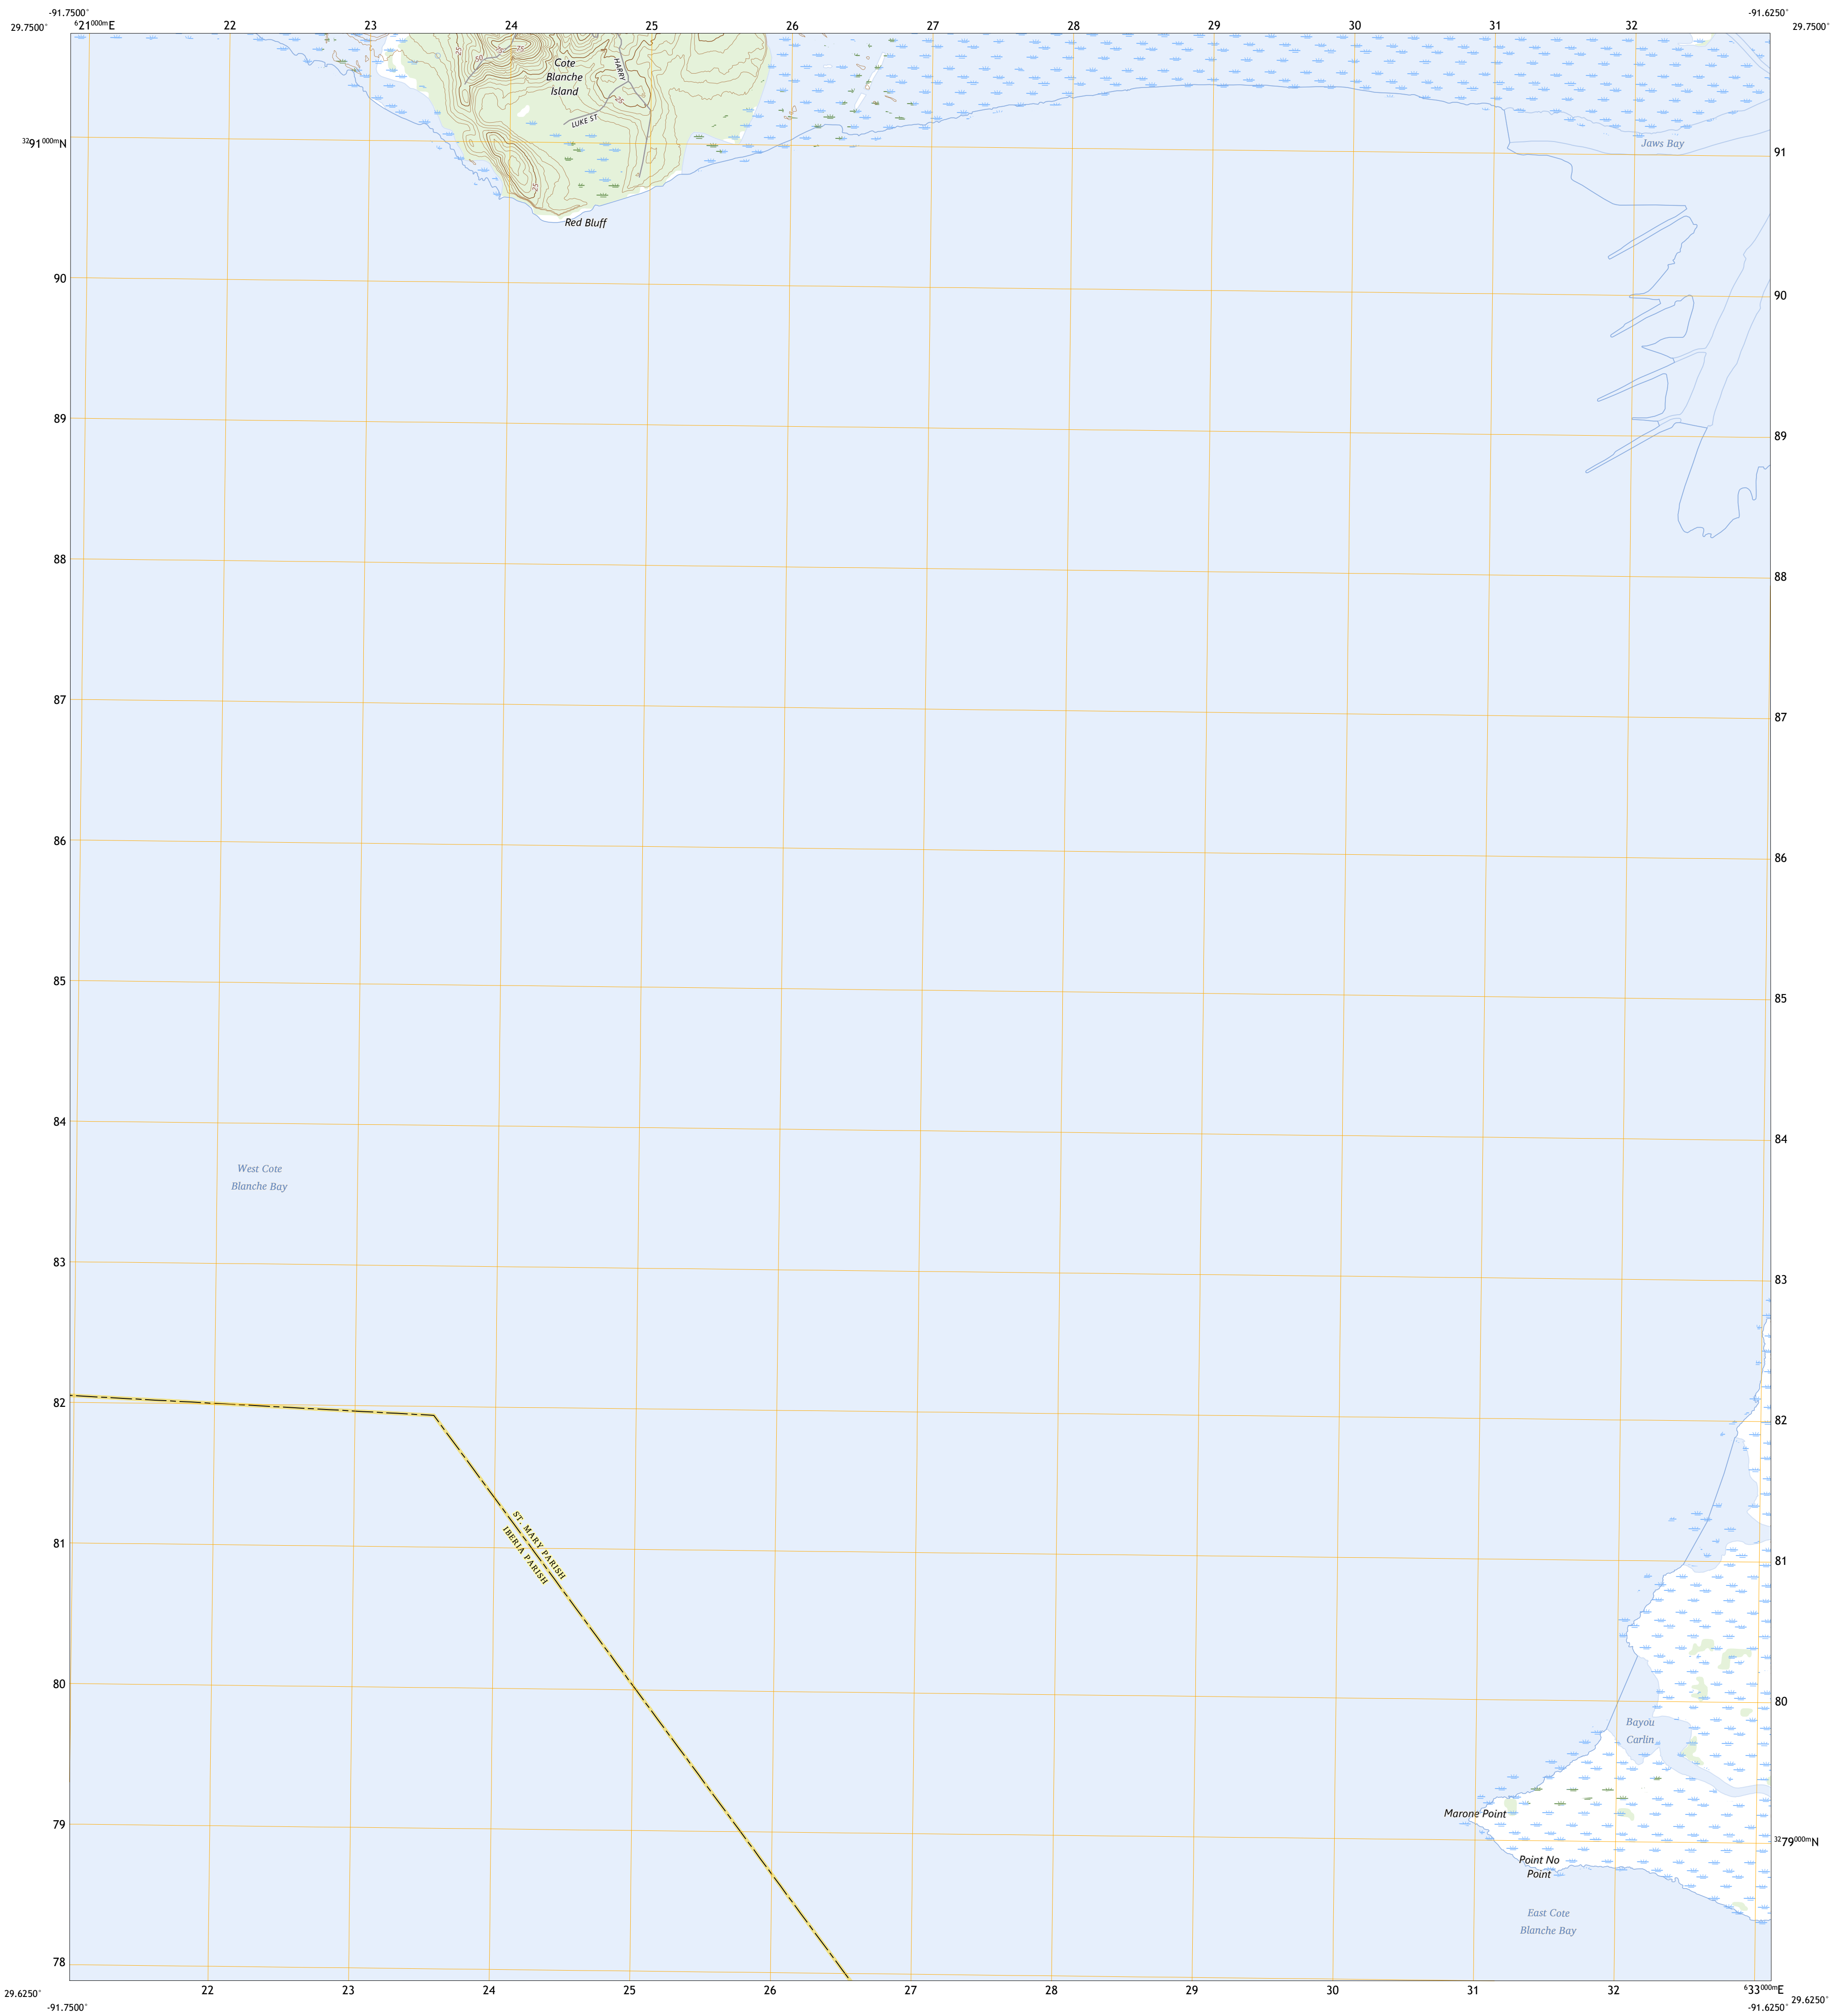 -91.7500°
-91.6250°
29.7500°
⁶21⁰⁰⁰ᵐE
22
23
24
25
26
27
28
29
30
31
32
29.7500°
25
50
75
Cote
Blanche
Island
HARRY
25
LUKE ST
³²91⁰⁰⁰ᵐN
Jaws Bay
91
25
Red Bluff
90
90
89
89
88
88
87
87
86
86
85
85
84
84
West Cote
Blanche Bay
83
83
82
82
ST. MARY PARISH
IBERIA PARISH
81
81
80
80
Bayou
Carlin
Marone Point
79
³²79⁰⁰⁰ᵐN
Point No
Point
East Cote
Blanche Bay
78
29.6250°
22
23
24
25
26
27
28
29
30
31
32
⁶33⁰⁰⁰ᵐE
29.6250°
-91.7500°
-91.6250°